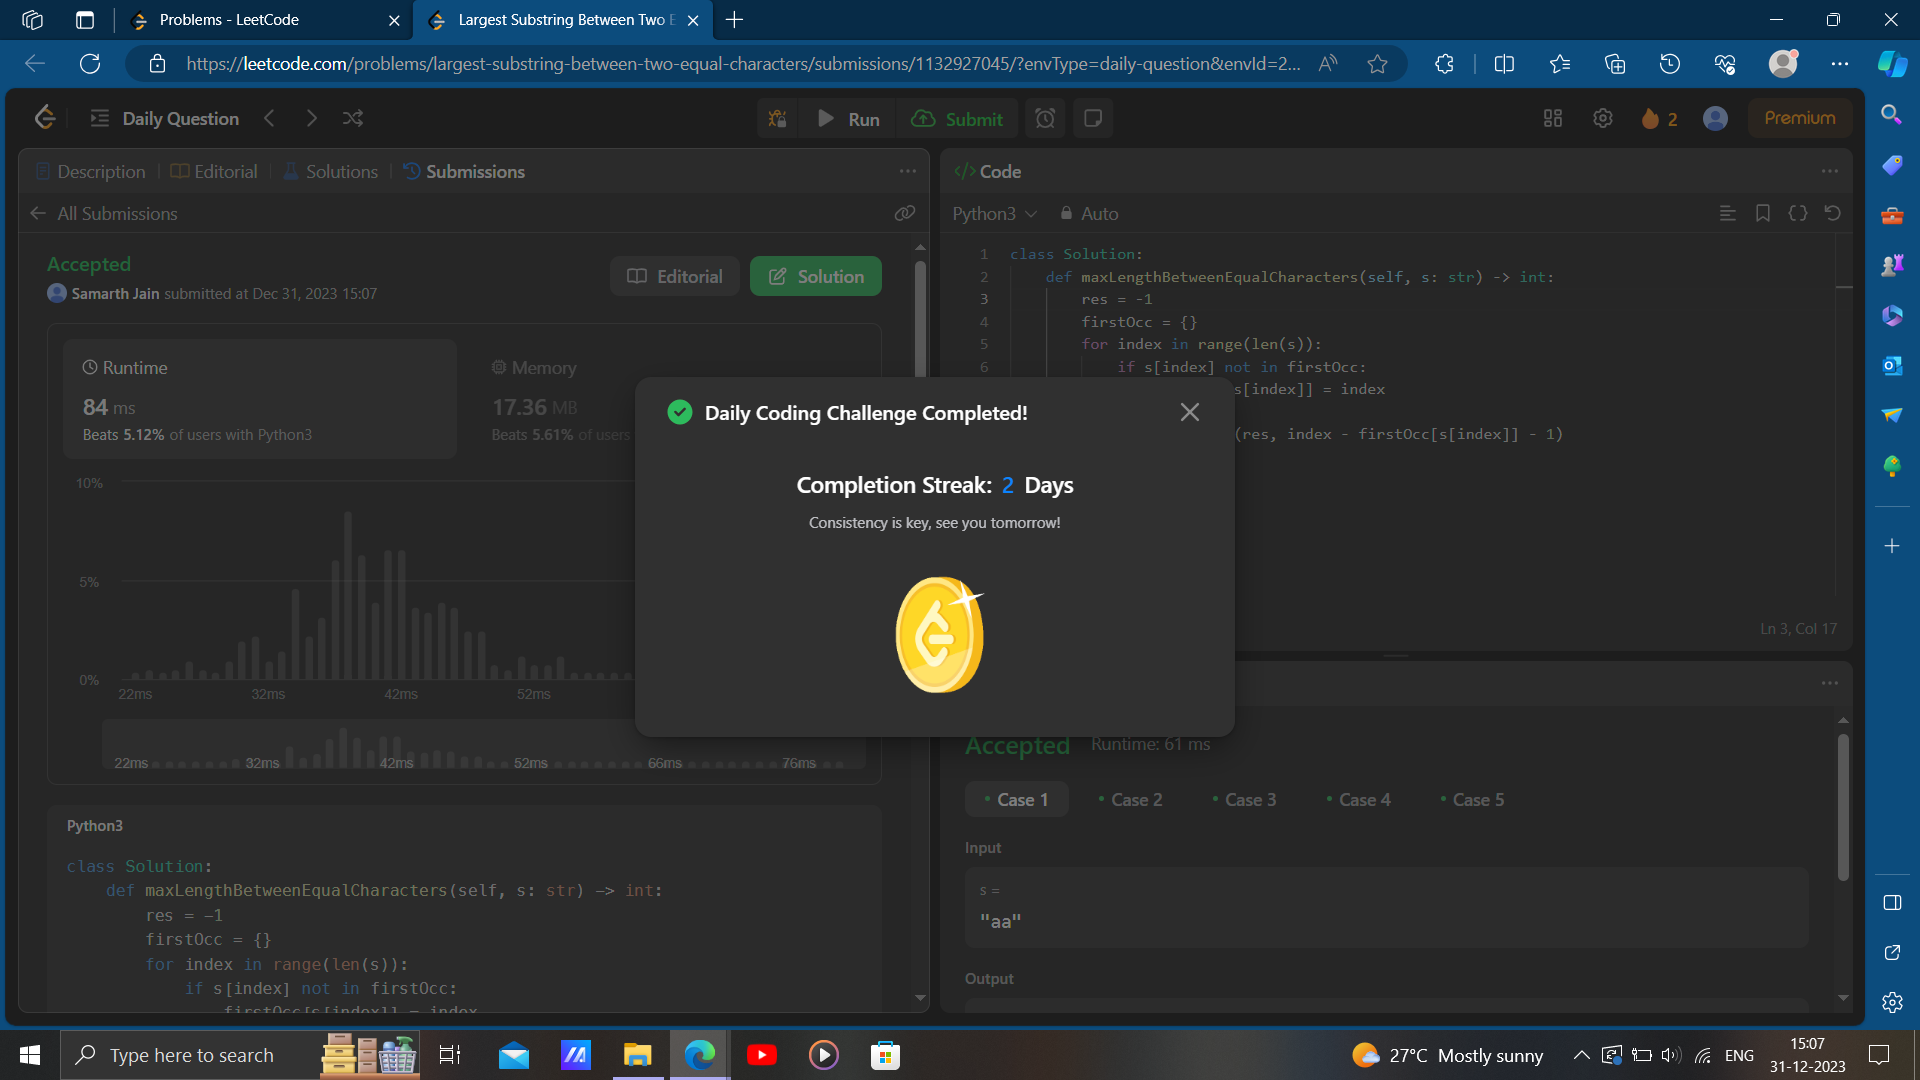 Problems - LeetCode
Largest Substring Between Two E
https://leetcode.com/problems/largest-substring-between-two-equal-characters/submissions/1132927045/?envType=daily-question&envId=2...
Daily Question
Run
Submit
2
Premium
Description
Editorial
Solutions
Submissions
</> Code
All Submissions
Python3
Auto
Accepted
Samarth Jain submitted at Dec 31, 2023 15:07
Editorial
Solution
Runtime
84 ms
Beats 5.12% of users with Python3
Memory
17.36 MB
Beats 5.61% of users
10%
5%
0%
22ms 32ms 42ms 52ms
22ms 32ms 42ms 52ms 66ms 76ms
Python3
class Solution:
def maxLengthBetweenEqualCharacters(self, s: str) -> int:
res = -1
firstOcc = {}
for index in range(len(s)):
if s[index] not in firstOcc:
firstOcc[s[index]] = index
1 class Solution:
2 def maxLengthBetweenEqualCharacters(self, s: str) -> int:
3 res = -1
4 firstOcc = {}
5 for index in range(len(s)):
6 if s[index] not in firstOcc:
s[index]] = index
(res, index - firstOcc[s[index]] - 1)
Ln 3, Col 17
Daily Coding Challenge Completed!
Completion Streak: 2 Days
Consistency is key, see you tomorrow!
Accepted Runtime: 61 ms
Case 1
Case 2
Case 3
Case 4
Case 5
Input
s =
"aa"
Output
Type here to search
27°C Mostly sunny
ENG
15:07
31-12-2023